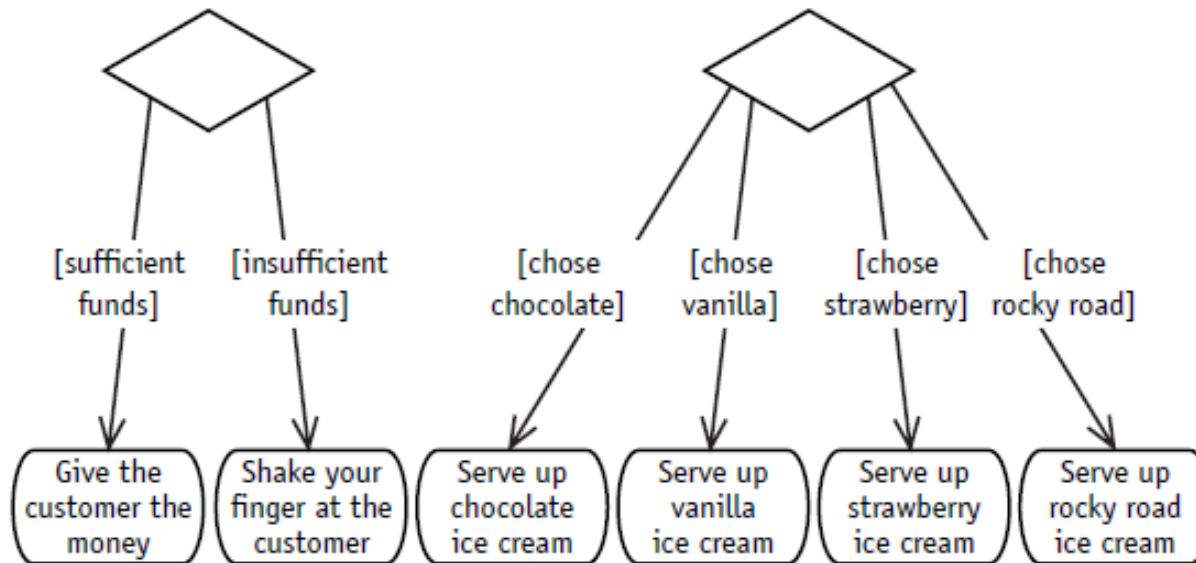 [sufficient
funds]
[insufficient
funds]
[chose
chocolate]
[chose
vanilla]
[chose
strawberry]
[chose
rocky road]
Give the
customer the
money
Shake your
finger at the
customer
Serve up
chocolate
ice cream
Serve up
vanilla
ice cream
Serve up
strawberry
ice cream
Serve up
rocky road
ice cream